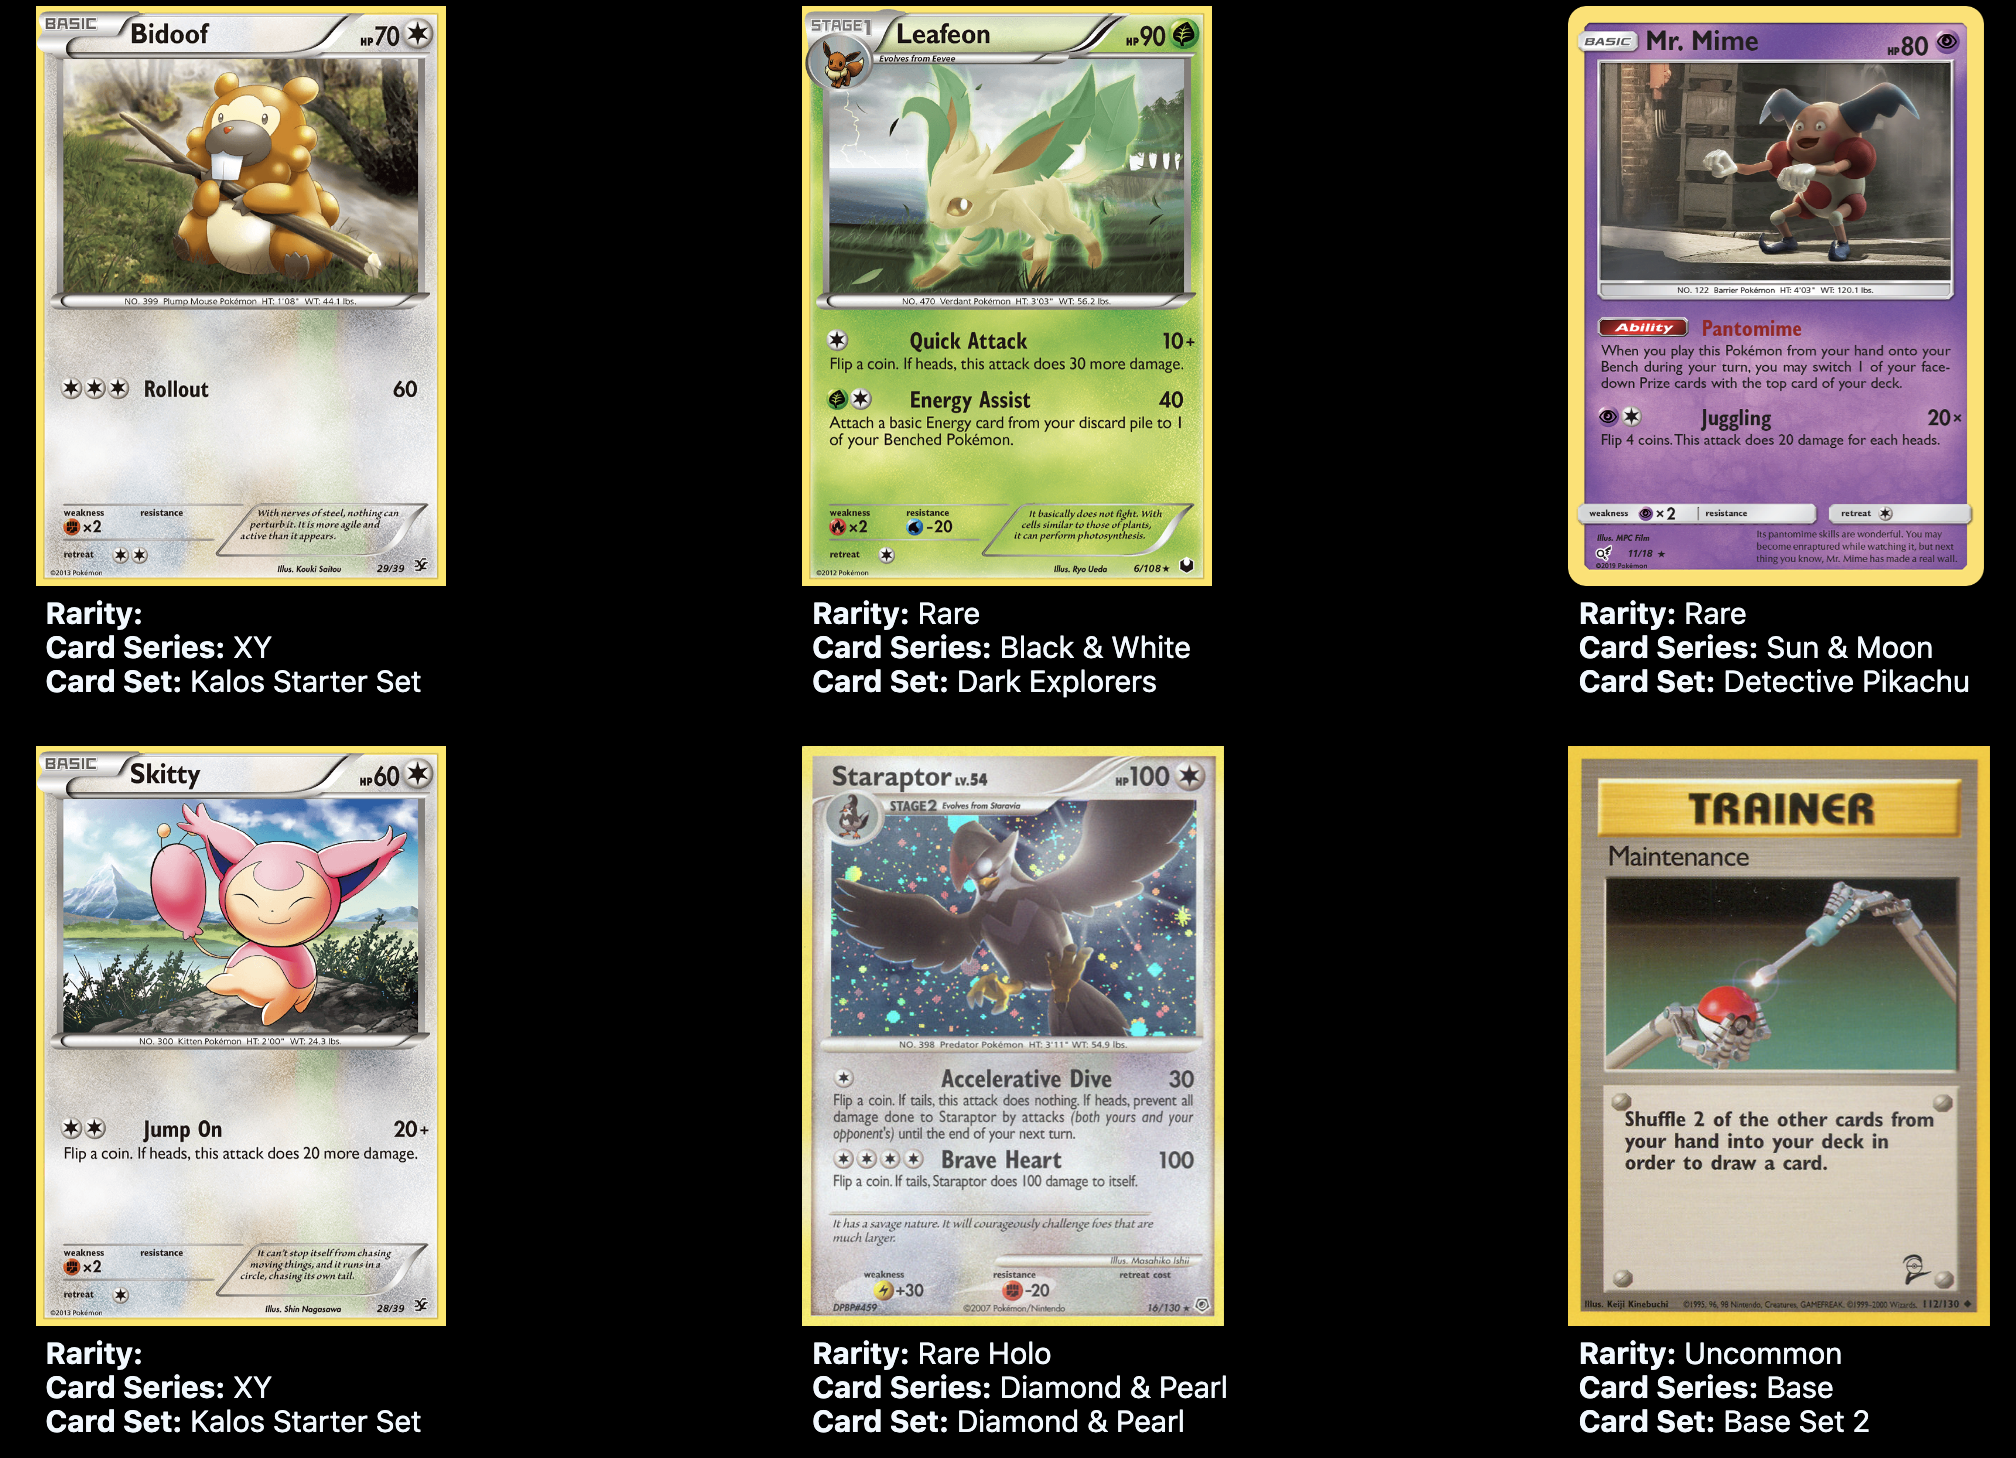 BASIC Bidoof HP70
NO. 399 Plump Mouse Pokémon HT: 1'08" WT: 44.1 lbs.
Rollout 60
weakness resistance
×2
retreat
With nerves of steel, nothing can
perturb it. It is more agile and
active than it appears.
©2013 Pokémon Illus. Kouki Saitou 29/39
Rarity:
Card Series: XY
Card Set: Kalos Starter Set
STAGE1 Leafeon HP90
Evolves from Eevee
NO. 470 Verdant Pokémon HT: 3'03" WT: 56.2 lbs.
Quick Attack 10+
Flip a coin. If heads, this attack does 30 more damage.
Energy Assist 40
Attach a basic Energy card from your discard pile to 1
of your Benched Pokémon.
weakness resistance
×2 -20
retreat
It basically does not fight. With
cells similar to those of plants,
it can perform photosynthesis.
©2012 Pokémon Illus. Ryo Ueda 6/108 ★
Rarity: Rare
Card Series: Black & White
Card Set: Dark Explorers
BASIC Mr. Mime HP80
NO. 122 Barrier Pokémon HT: 4'03" WT: 120.1 lbs.
Ability Pantomime
When you play this Pokémon from your hand onto your
Bench during your turn, you may switch 1 of your face-
down Prize cards with the top card of your deck.
Juggling 20×
Flip 4 coins. This attack does 20 damage for each heads.
weakness ×2 resistance retreat
Illus. MPC Film
11/18 ★
©2019 Pokémon
Its pantomime skills are wonderful. You may
become enraptured while watching it, but next
thing you know, Mr. Mime has made a real wall.
Rarity: Rare
Card Series: Sun & Moon
Card Set: Detective Pikachu
BASIC Skitty HP60
NO. 300 Kitten Pokémon HT: 2'00" WT: 24.3 lbs.
Jump On 20+
Flip a coin. If heads, this attack does 20 more damage.
weakness resistance
×2
retreat
It can't stop itself from chasing
moving things, and it runs in a
circle, chasing its own tail.
©2013 Pokémon Illus. Shin Nagasawa 28/39
Rarity:
Card Series: XY
Card Set: Kalos Starter Set
Staraptor LV.54 HP100
STAGE2 Evolves from Staravia
NO. 398 Predator Pokémon HT: 3'11" WT: 54.9 lbs.
Accelerative Dive 30
Flip a coin. If tails, this attack does nothing. If heads, prevent all
damage done to Staraptor by attacks (both yours and your
opponent's) until the end of your next turn.
Brave Heart 100
Flip a coin. If tails, Staraptor does 100 damage to itself.
It has a savage nature. It will courageously challenge foes that are
much larger.
Illus. Masahiko Ishii
weakness resistance retreat cost
+30 -20
DPBP#459 ©2007 Pokémon/Nintendo 16/130 ★
Rarity: Rare Holo
Card Series: Diamond & Pearl
Card Set: Diamond & Pearl
TRAINER
Maintenance
Shuffle 2 of the other cards from
your hand into your deck in
order to draw a card.
Illus. Keiji Kinebuchi ©1995, 96, 98 Nintendo, Creatures, GAMEFREAK. ©1999-2000 Wizards. 112/130 ◆
Rarity: Uncommon
Card Series: Base
Card Set: Base Set 2